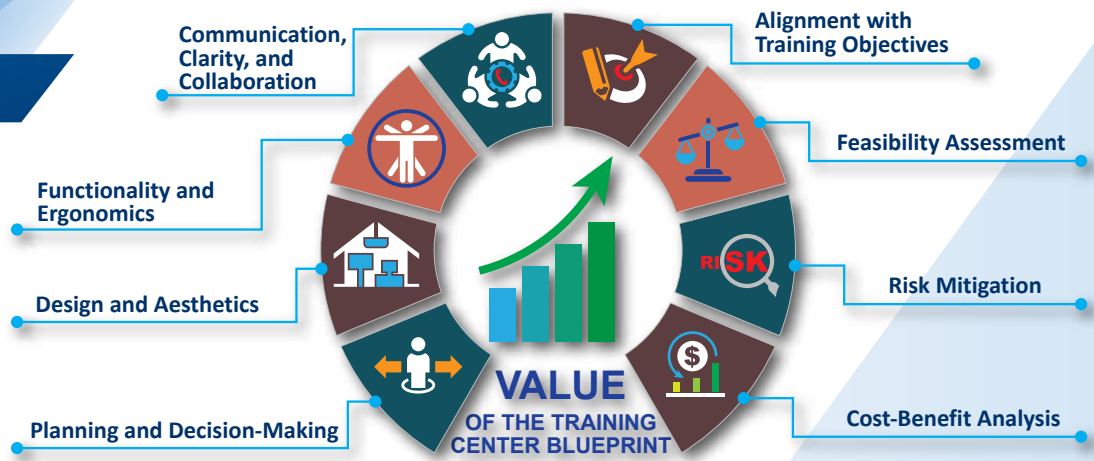 Communication,
Clarity, and
Collaboration
Alignment with
Training Objectives
Functionality and
Ergonomics
Feasibility Assessment
Design and Aesthetics
RISK
Risk Mitigation
Planning and Decision-Making
$
Cost-Benefit Analysis
VALUE
OF THE TRAINING
CENTER BLUEPRINT